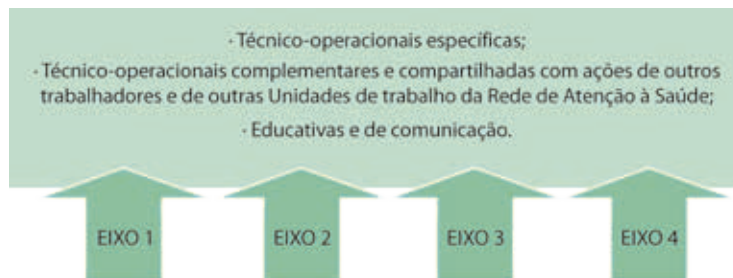 · Técnico-operacionais específicas;
· Técnico-operacionais complementares e compartilhadas com ações de outros
trabalhadores e de outras Unidades de trabalho da Rede de Atenção à Saúde;
· Educativas e de comunicação.
EIXO 1
EIXO 2
EIXO 3
EIXO 4